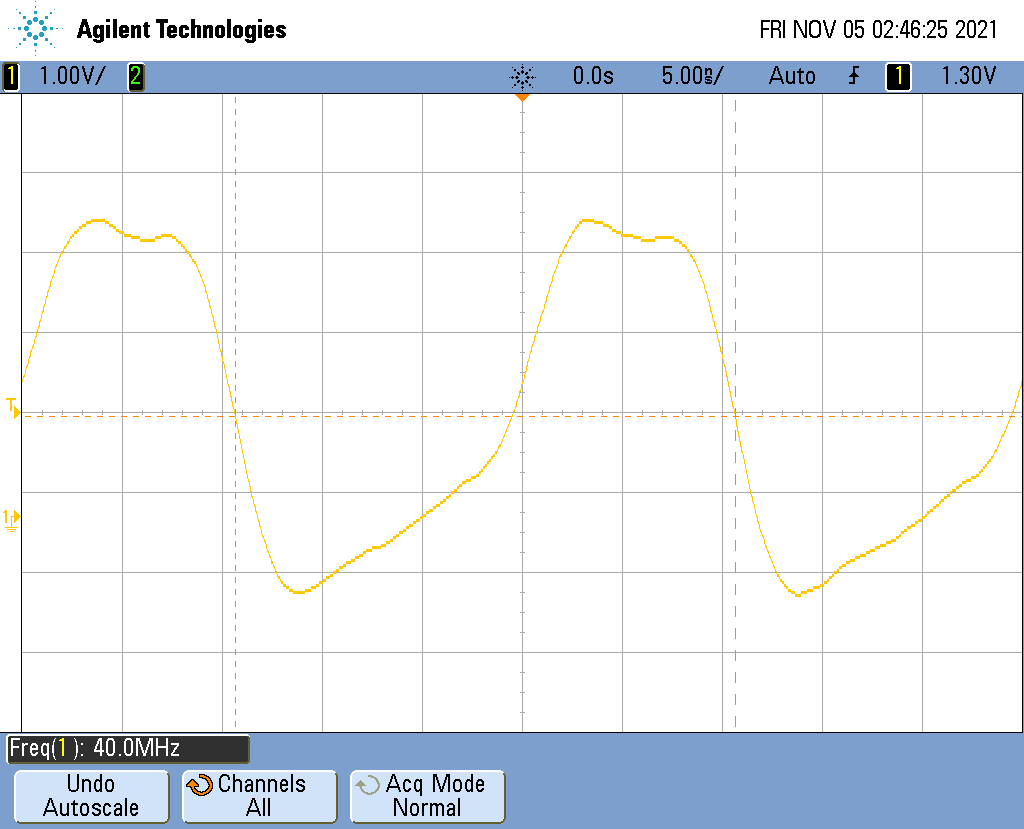 Agilent Technologies
FRI NOV 05 02:46:25 2021
1 1.00V/ 2 0.0s 5.00ns/ Auto 1 1.30V
T
1
Freq(1): 40.0MHz
Undo
Autoscale
Channels
All
Acq Mode
Normal